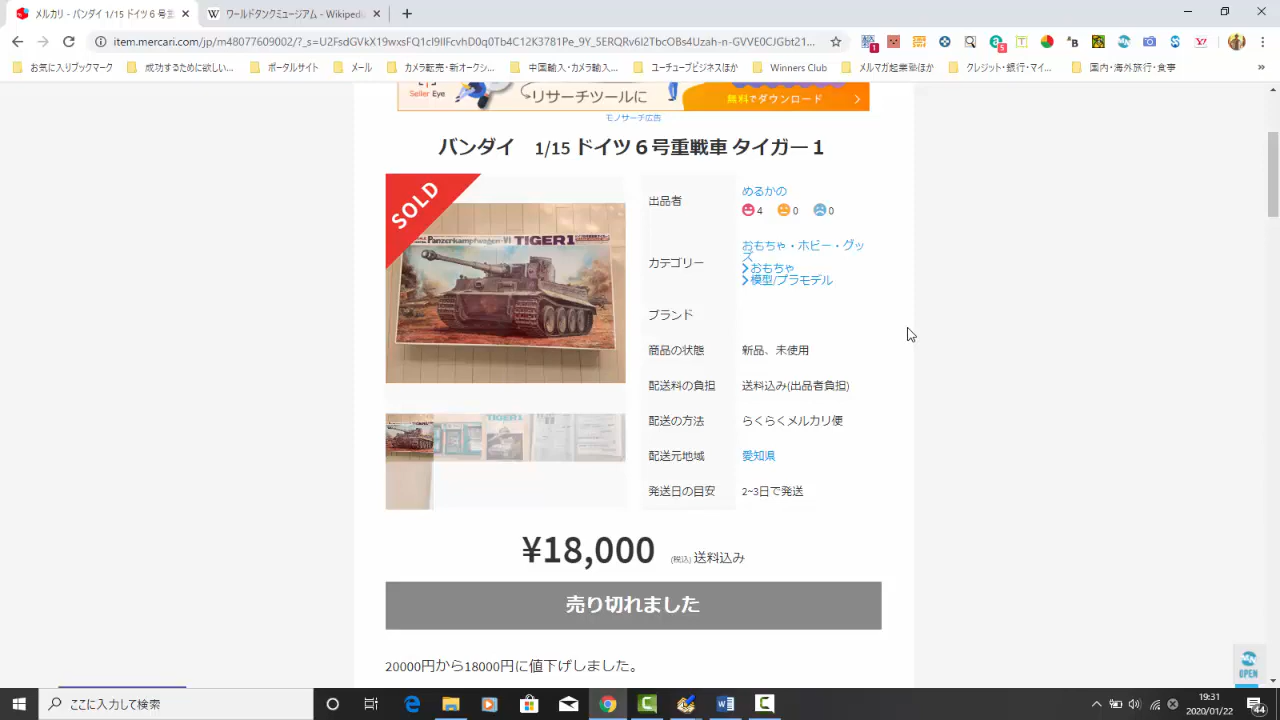 メルカリ - バンダイ 1/15 ドイツ６号重
ワールドタンクミュージアム - Wikiped
お気に入りブックマーク
成功するために欲しい...
ポータルサイト
メール
カメラ転売・新オークシ...
中国輸入・カメラ輸入...
ユーチューブビジネスほか
Winners Club
メルマガ起業塾ほか
クレジット・銀行・マイ...
国内・海外旅行・食事
»
Seller Eye
リサーチツールに
無料でダウンロード
モノサーチ広告
バンダイ　1/15 ドイツ６号重戦車 タイガー１
SOLD
Panzerkampfwagen-VI TIGER1
TIGER1
出品者
めるかの
4 0 0
カテゴリー
おもちゃ・ホビー・グッ
ズ
おもちゃ
模型/プラモデル
ブランド
商品の状態
新品、未使用
配送料の負担
送料込み(出品者負担)
配送の方法
らくらくメルカリ便
配送元地域
愛知県
発送日の目安
2~3日で発送
¥18,000 (税込) 送料込み
売り切れました
20000円から18000円に値下げしました。
OPEN
ここに入力して検索
19:31
2020/01/22
44